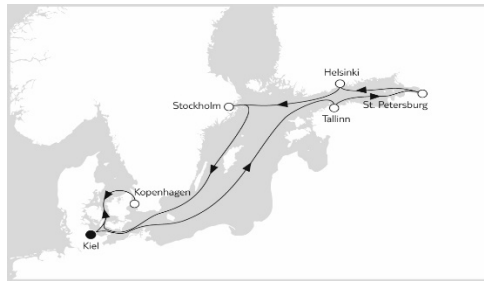 Helsinki
Stockholm
St. Petersburg
Tallinn
Kopenhagen
Kiel